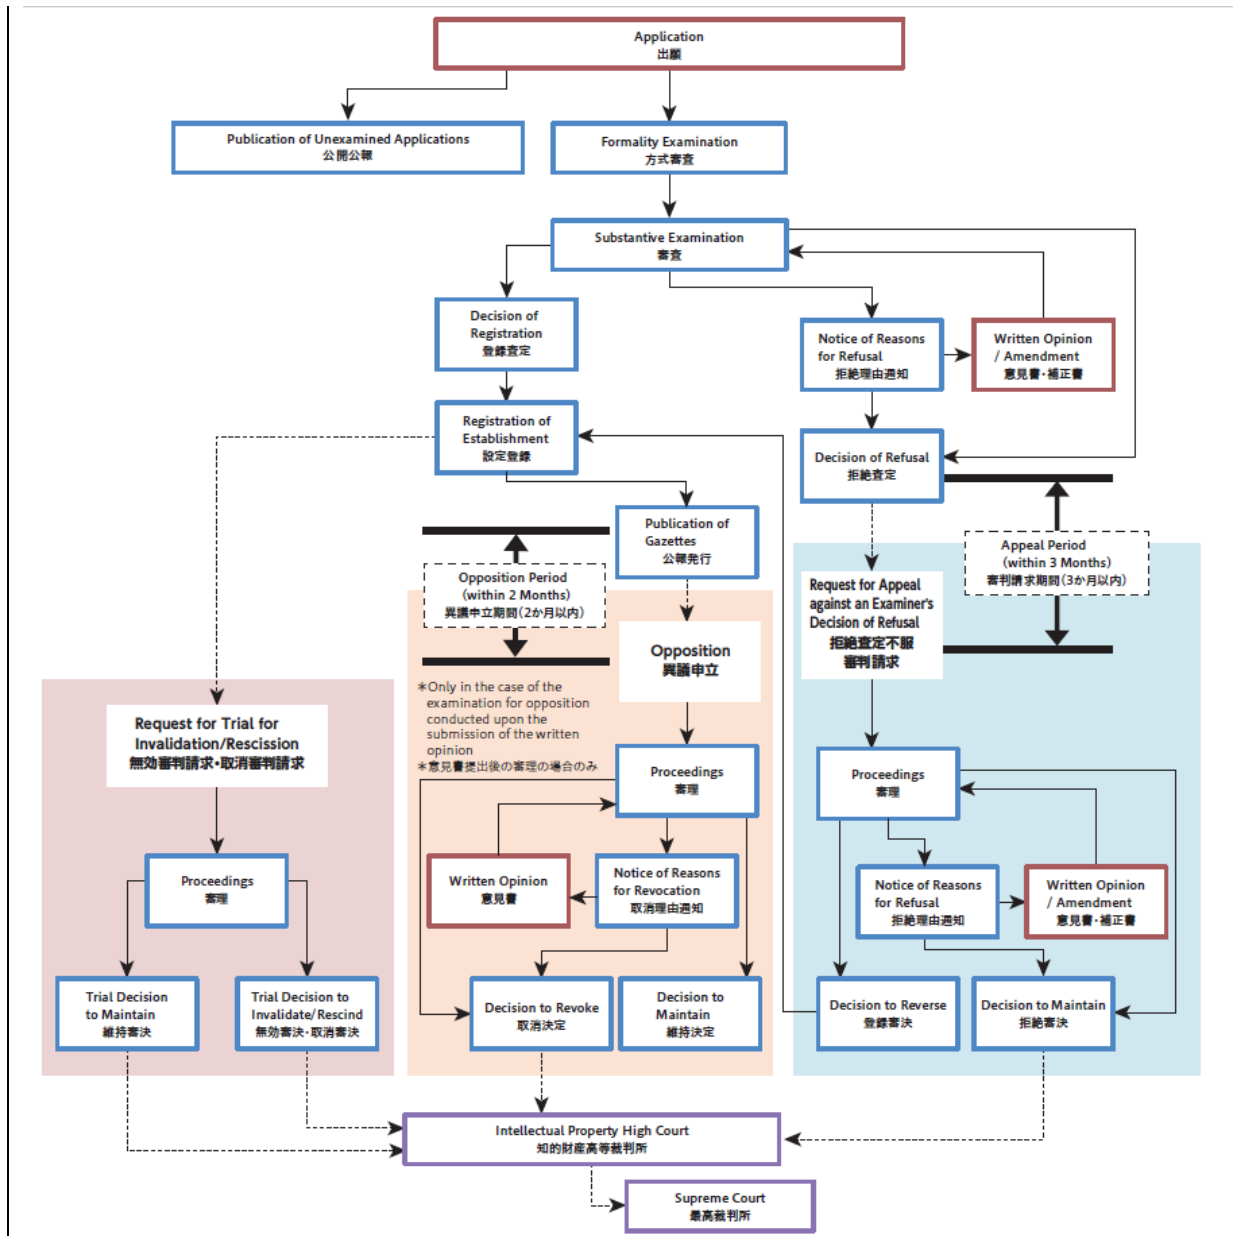 Application
出願
Publication of Unexamined Applications
公開公報
Formality Examination
方式審査
Substantive Examination
審査
Decision of
Registration
登録査定
Notice of Reasons
for Refusal
拒絶理由通知
Written Opinion
/ Amendment
意見書・補正書
Registration of
Establishment
設定登録
Decision of Refusal
拒絶査定
Publication of
Gazettes
公報発行
Opposition Period
(within 2 Months)
異議申立期間(2か月以内)
Appeal Period
(within 3 Months)
審判請求期間(3か月以内)
Request for Appeal
against an Examiner's
Decision of Refusal
拒絶査定不服
審判請求
Opposition
異議申立
*Only in the case of the
examination for opposition
conducted upon the
submission of the written
opinion
*意見書提出後の審理の場合のみ
Request for Trial for
Invalidation/Rescission
無効審判請求・取消審判請求
Proceedings
審理
Proceedings
審理
Proceedings
審理
Written Opinion
意見書
Notice of Reasons
for Revocation
取消理由通知
Notice of Reasons
for Refusal
拒絶理由通知
Written Opinion
/ Amendment
意見書・補正書
Trial Decision
to Maintain
維持審決
Trial Decision to
Invalidate/Rescind
無効審決・取消審決
Decision to Revoke
取消決定
Decision to
Maintain
維持決定
Decision to Reverse
登録審決
Decision to Maintain
拒絶審決
Intellectual Property High Court
知的財産高等裁判所
Supreme Court
最高裁判所